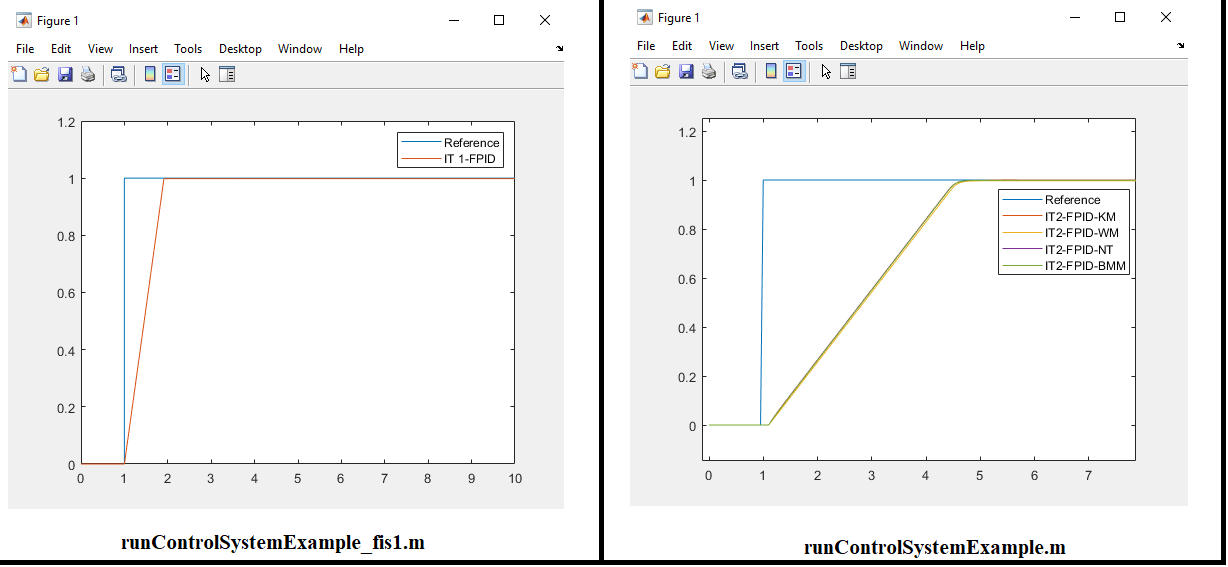 Figure 1
File Edit View Insert Tools Desktop Window Help
1.2
1
0.8
0.6
0.4
0.2
0
0 1 2 3 4 5 6 7 8 9 10
Reference
IT 1-FPID
runControlSystemExample_fis1.m
Figure 1
File Edit View Insert Tools Desktop Window Help
1.2
1
0.8
0.6
0.4
0.2
0
0 1 2 3 4 5 6 7
Reference
IT2-FPID-KM
IT2-FPID-WM
IT2-FPID-NT
IT2-FPID-BMM
runControlSystemExample.m